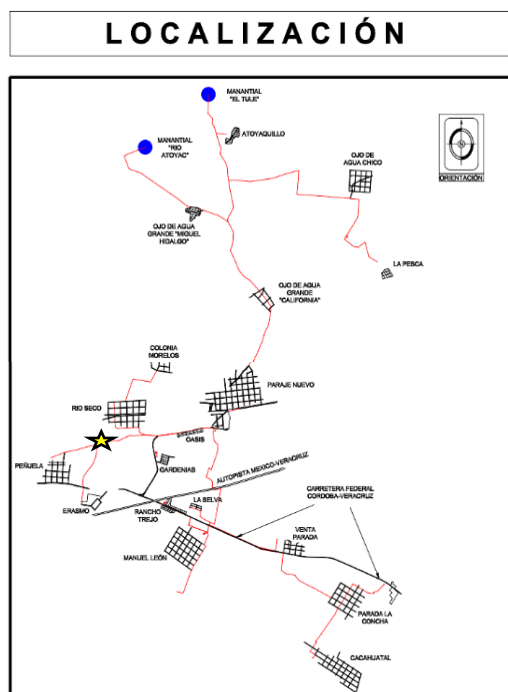 LOCALIZACIÓN
MANANTIAL
"EL TULE"
MANANTIAL
"RIO
ATOYAC"
ATOYAQUILLO
OJO DE
AGUA CHICO
ORIENTACIÓN
OJO DE AGUA
GRANDE "MIGUEL
HIDALGO"
LA PESCA
OJO DE AGUA
GRANDE
"CALIFORNIA"
COLONIA
MORELOS
PARAJE NUEVO
RIO SECO
OASIS
PEÑUELA
GARDENIAS
AUTOPISTA MEXICO-VERACRUZ
CARRETERA FEDERAL
CORDOBA-VERACRUZ
ERASMO
RANCHO
TREJO
LA SELVA
VENTA
PARADA
MANUEL LEÓN
PARADA LA
CONCHA
CACAHUATAL